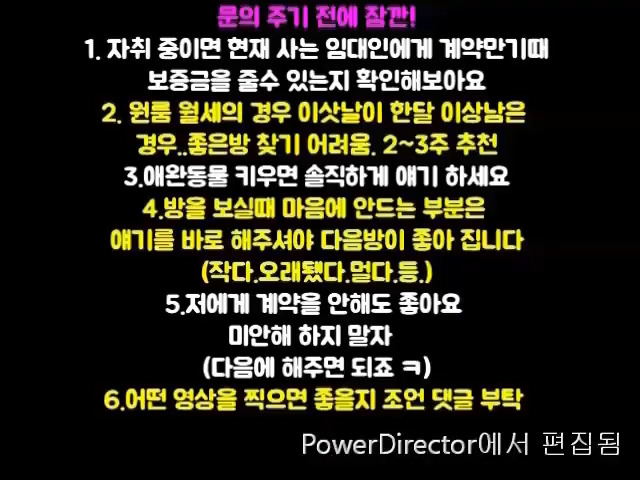 문의 주기 전에 잠깐!
1. 자취 중이면 현재 사는 임대인에게 계약만기때
보증금을 줄수 있는지 확인해보아요
2. 원룸 월세의 경우 이삿날이 한달 이상남은
경우..좋은방 찾기 어려움. 2~3주 추천
3.애완동물 키우면 솔직하게 얘기 하세요
4.방을 보실때 마음에 안드는 부분은
얘기를 바로 해주셔야 다음방이 좋아 집니다
(작다.오래됐다.멀다.등.)
5.저에게 계약을 안해도 좋아요
미안해 하지 말자
(다음에 해주면 되죠 ㅋ)
6.어떤 영상을 찍으면 좋을지 조언 댓글 부탁
PowerDirector에서 편집됨